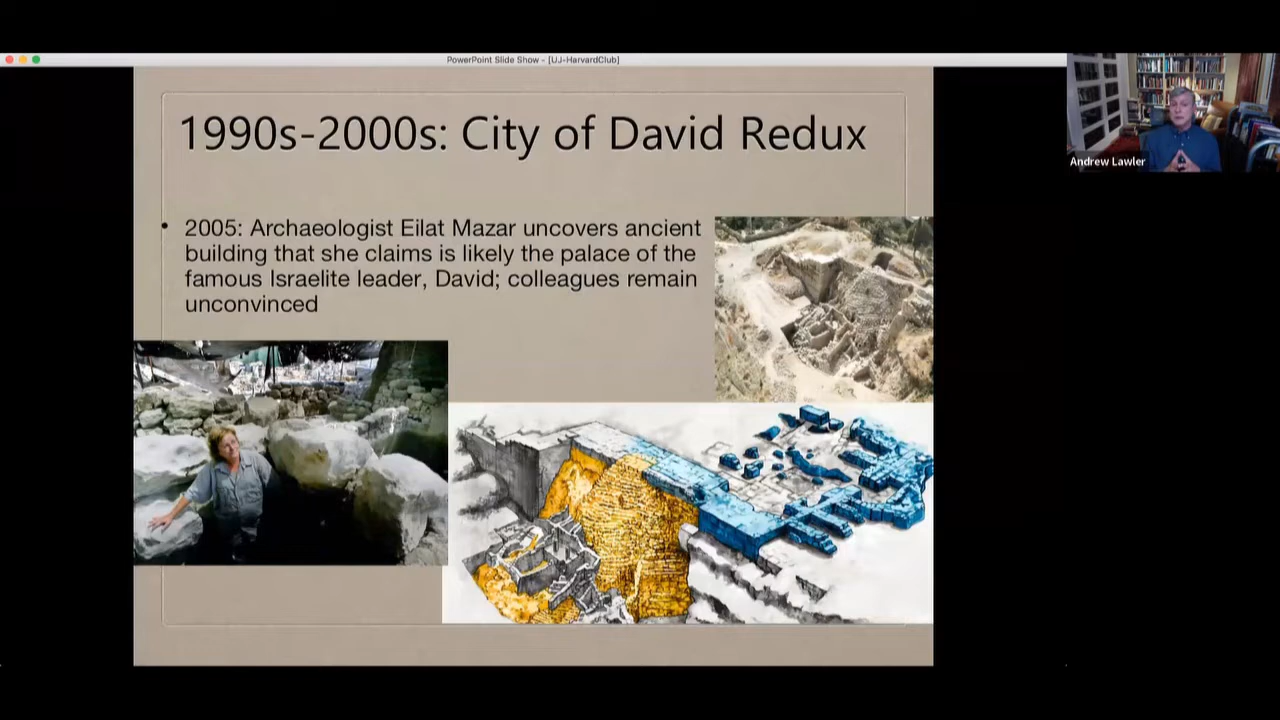 PowerPoint Slide Show - [UJ-HarvardClub]
1990s-2000s: City of David Redux
• 2005: Archaeologist Eilat Mazar uncovers ancient
building that she claims is likely the palace of the
famous Israelite leader, David; colleagues remain
unconvinced
Andrew Lawler